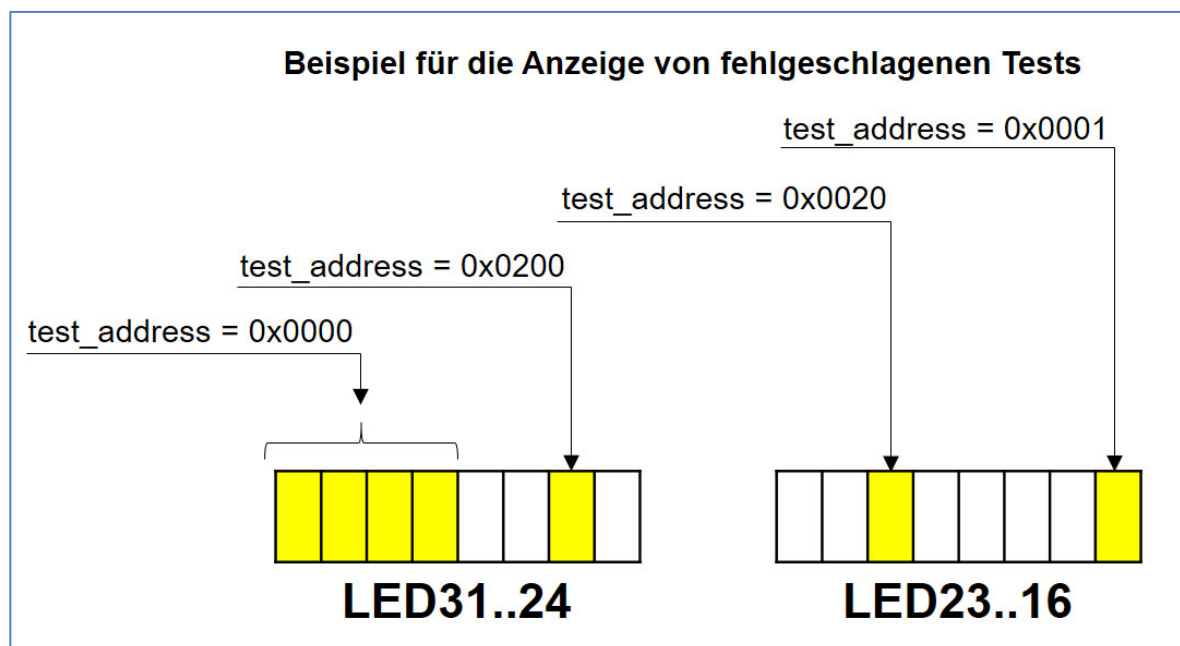 Beispiel für die Anzeige von fehlgeschlagenen Tests
test_address = 0x0001
test_address = 0x0020
test_address = 0x0200
test_address = 0x0000
LED31..24
LED23..16